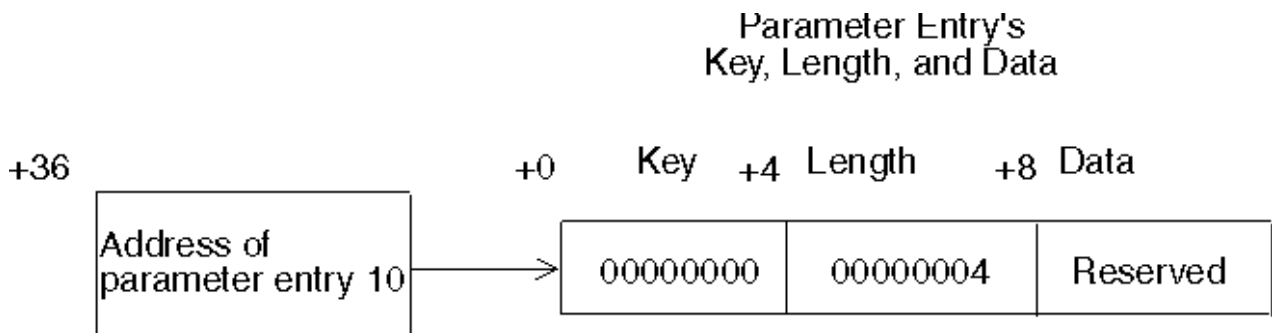 Parameter Entry's
Key, Length, and Data
+36 +0 Key +4 Length +8 Data
Address of
parameter entry 10
00000000 00000004 Reserved